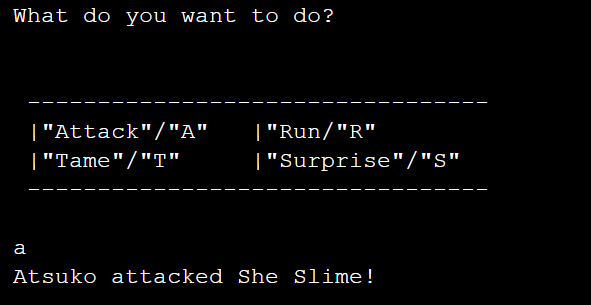 What do you want to do?
---------------------------------
|"Attack"/"A"   |"Run/"R"
|"Tame"/"T"     |"Surprise"/"S"
---------------------------------
a
Atsuko attacked She Slime!